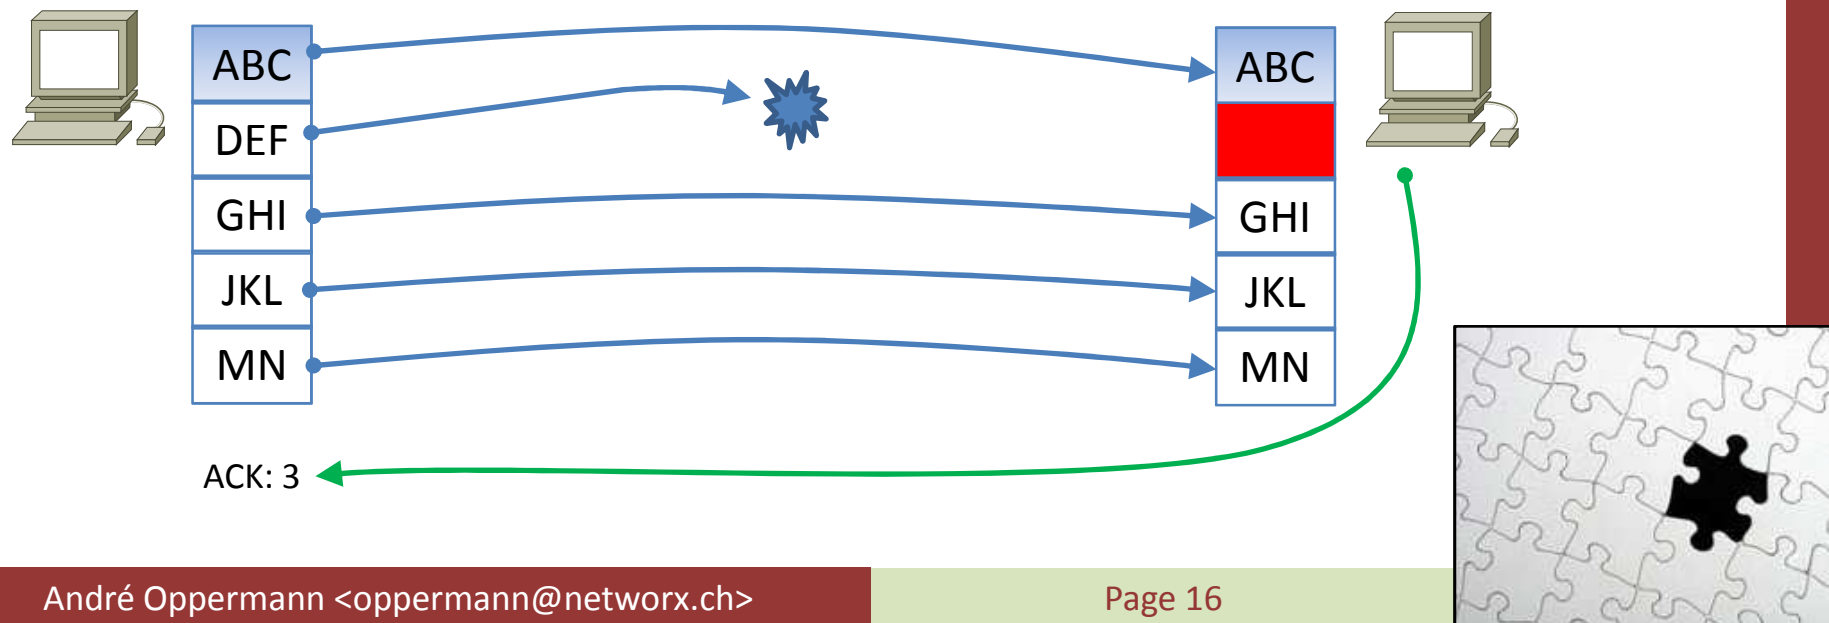 ABC
DEF
GHI
JKL
MN
ABC
GHI
JKL
MN
ACK: 3
André Oppermann <oppermann@networx.ch>
Page 16